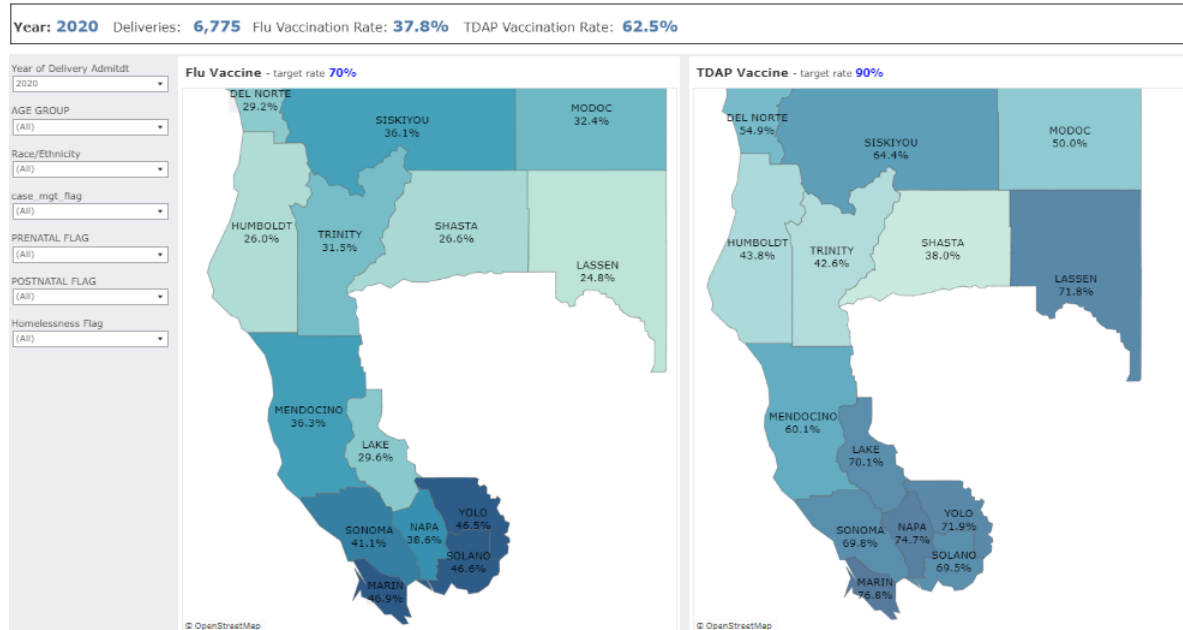 Year: 2020 Deliveries: 6,775 Flu Vaccination Rate: 37.8% TDAP Vaccination Rate: 62.5%
Year of Delivery Admitdt
2020
AGE GROUP
(All)
Race/Ethnicity
(All)
case_mgt_flag
(All)
PRENATAL FLAG
(All)
POSTNATAL FLAG
(All)
Homelessness Flag
(All)
Flu Vaccine - target rate 70%
DEL NORTE
29.2%
SISKIYOU
36.1%
MODOC
32.4%
HUMBOLDT
26.0%
TRINITY
31.5%
SHASTA
26.6%
LASSEN
24.8%
MENDOCINO
36.3%
LAKE
29.6%
SONOMA
41.1%
NAPA
38.6%
YOLO
46.5%
SOLANO
46.6%
MARIN
46.9%
© OpenStreetMap
TDAP Vaccine - target rate 90%
DEL NORTE
54.9%
SISKIYOU
64.4%
MODOC
50.0%
HUMBOLDT
43.8%
TRINITY
42.6%
SHASTA
38.0%
LASSEN
71.8%
MENDOCINO
60.1%
LAKE
70.1%
SONOMA
69.8%
NAPA
74.7%
YOLO
71.9%
SOLANO
69.5%
MARIN
76.8%
© OpenStreetMap